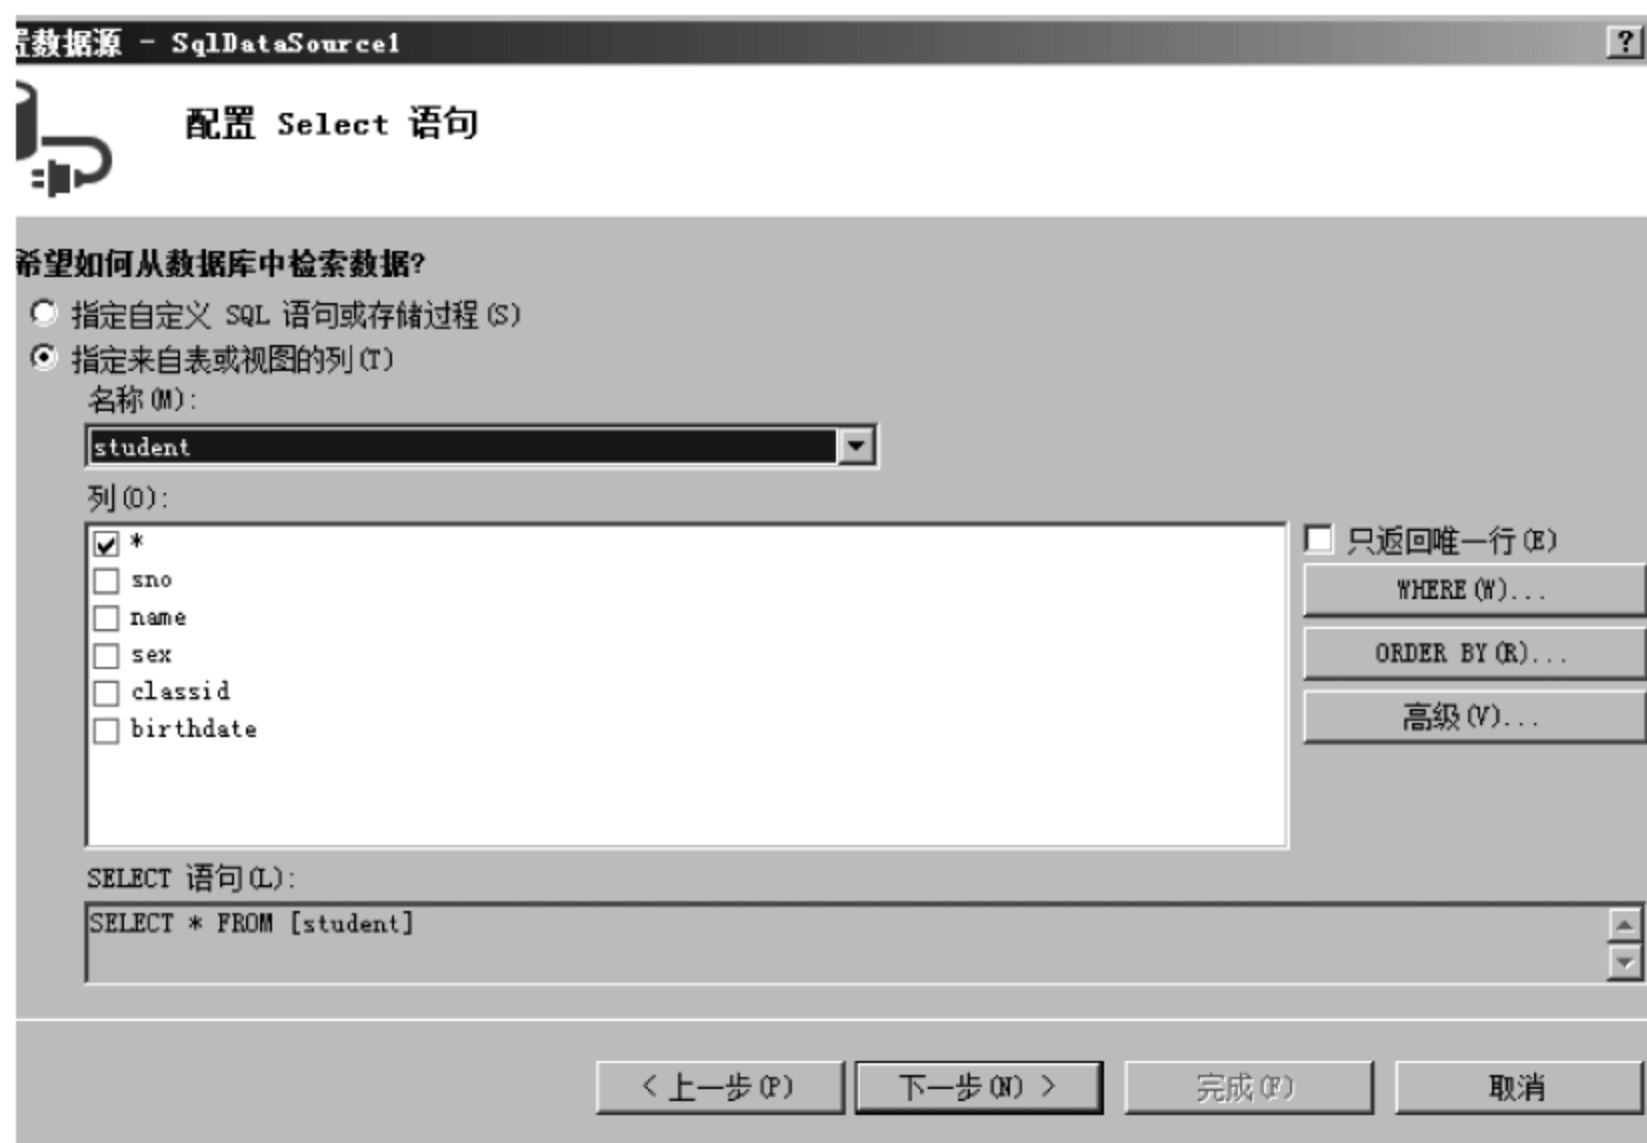 置数据源 - SqlDataSource1
?
配置 Select 语句
希望如何从数据库中检索数据?
指定自定义 SQL 语句或存储过程(S)
指定来自表或视图的列(T)
名称(M):
student
列(O):
*
只返回唯一行(E)
sno
WHERE(W)...
name
sex
ORDER BY(R)...
classid
高级(V)...
birthdate
SELECT 语句(L):
SELECT * FROM [student]
< 上一步(P)
下一步(N) >
完成(F)
取消